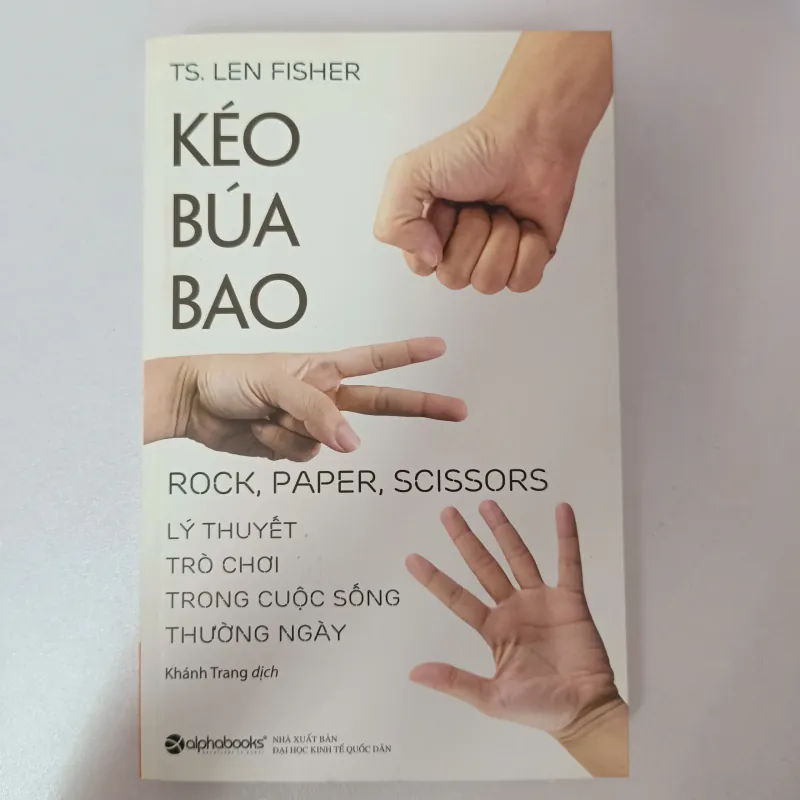 TS. LEN FISHER
KÉO
BÚA
BAO
ROCK, PAPER, SCISSORS
LÝ THUYẾT
TRÒ CHƠI
TRONG CUỘC SỐNG
THƯỜNG NGÀY
Khánh Trang dịch
alphabooks®
NHÀ XUẤT BẢN
ĐẠI HỌC KINH TẾ QUỐC DÂN